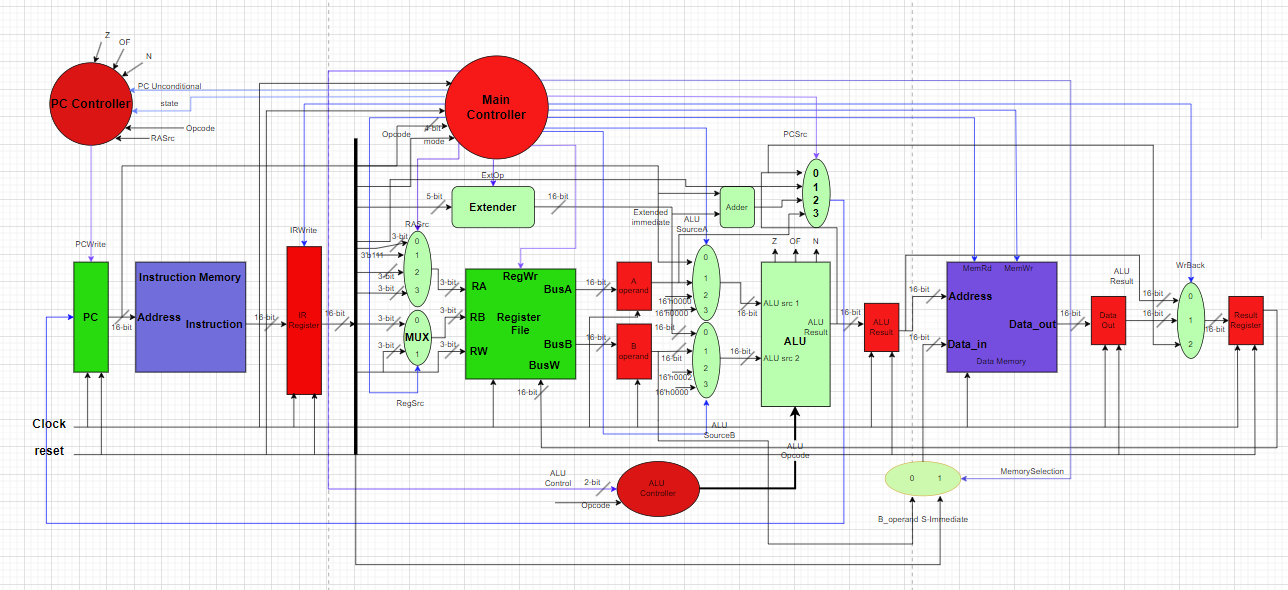 Z
OF
N
PC Controller
PC Unconditional
state
Opcode
RASrc
Main
Controller
Opcode
4-bit
mode
PCSrc
0
1
2
3
ExtOp
5-bit
Extender
16-bit
Adder
Extended
immediate
ALU
SourceA
PCWrite
IRWrite
RASrc
3-bit
3'b111
3-bit
3-bit
0
1
2
3
Z
OF
N
WrBack
PC
16-bit
Instruction Memory
Address
Instruction
16-bit
IR
Register
16-bit
3-bit
3-bit
0
MUX
1
3-bit
3-bit
3-bit
RegSrc
RegWr
RA
BusA
RB
Register
File
BusB
RW
BusW
16-bit
16-bit
16-bit
A
operand
B
operand
0
1
2
3
16'h0000
16'h0000
16-bit
16-bit
16'h0002
16'h0000
0
1
2
3
16-bit
16-bit
ALU
SourceB
ALU src 1
ALU
Result
ALU
ALU src 2
16-bit
ALU
Result
16-bit
16-bit
MemRd
MemWr
Address
Data_out
Data_in
Data Memory
16-bit
Data
Out
ALU
Result
16-bit
16-bit
0
1
2
16-bit
Result
Register
Clock
reset
ALU
Control
2-bit
Opcode
ALU
Controller
ALU
Opcode
0
1
MemorySelection
B_operand
S-Immediate